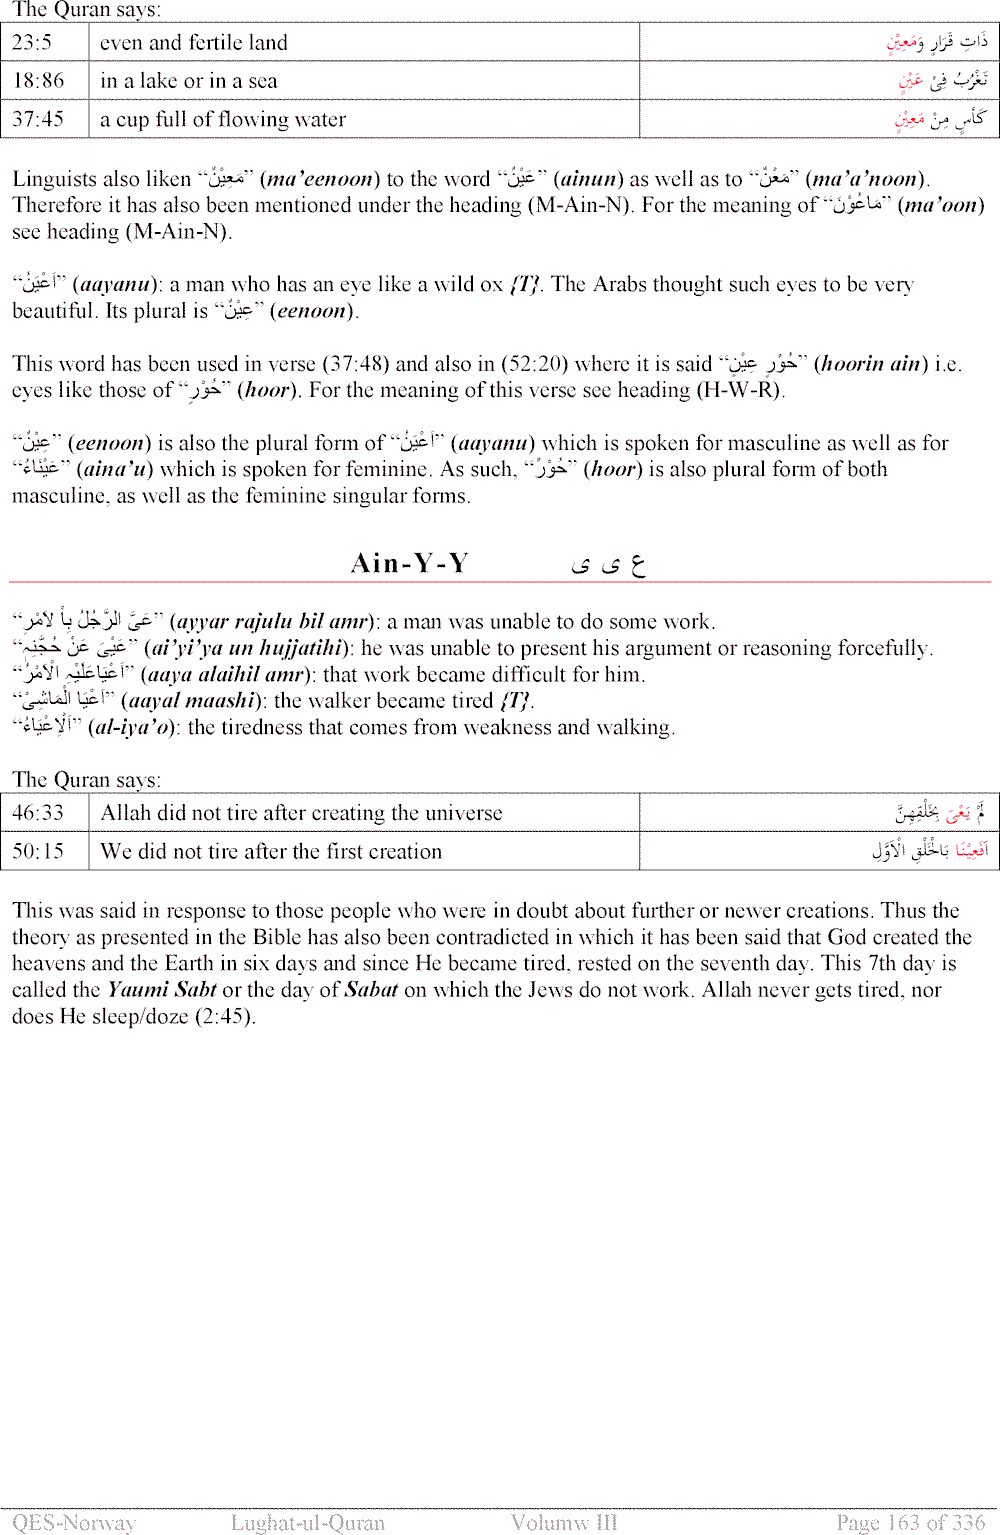 The Quran says:
23:5 even and fertile land ذَاتِ قَرَارٍ وَمَعِيْنٍ
18:86 in a lake or in a sea تَغْرُبُ فِىْ عَيْنٍ
37:45 a cup full of flowing water كَأْسٍ مِنْ مَعِيْنٍ
Linguists also liken “مَعِيْنٌ” (ma’eenoon) to the word “عَيْنٌ” (ainun) as well as to “مَعْنٌ” (ma’a’noon).
Therefore it has also been mentioned under the heading (M-Ain-N). For the meaning of “مَاعُوْنَ” (ma’oon)
see heading (M-Ain-N).
“اَعْيَنُ” (aayanu): a man who has an eye like a wild ox {T}. The Arabs thought such eyes to be very
beautiful. Its plural is “عِيْنٌ” (eenoon).
This word has been used in verse (37:48) and also in (52:20) where it is said “حُوْرٍ عِيْنٍ” (hoorin ain) i.e.
eyes like those of “حُوْرٍ” (hoor). For the meaning of this verse see heading (H-W-R).
“عِيْنٌ” (eenoon) is also the plural form of “اَعْيَنُ” (aayanu) which is spoken for masculine as well as for
“عَيْنَاءُ” (aina’u) which is spoken for feminine. As such, “حُوْرٌ” (hoor) is also plural form of both
masculine, as well as the feminine singular forms.
Ain-Y-Y ع ى ى
“عَىَّ الرَّجُلُ بِاْ لاَمْرِ” (ayyar rajulu bil amr): a man was unable to do some work.
“عَيْىَ عَنْ حُجَّتِہٖ” (ai’yi’ya un hujjatihi): he was unable to present his argument or reasoning forcefully.
“اَعْيَاعَلَيْہِ الْاَمْرُ” (aaya alaihil amr): that work became difficult for him.
“اَعْيَا الْمَاشِىْ” (aayal maashi): the walker became tired {T}.
“اَلْاِعْيَاءُ” (al-iya’o): the tiredness that comes from weakness and walking.
The Quran says:
46:33 Allah did not tire after creating the universe لَمْ يَعْىَ بِخَلْقِهِنَّ
50:15 We did not tire after the first creation اَفَعِيْنَا بَالْخَلْقِ الْاَوَّلِ
This was said in response to those people who were in doubt about further or newer creations. Thus the
theory as presented in the Bible has also been contradicted in which it has been said that God created the
heavens and the Earth in six days and since He became tired, rested on the seventh day. This 7th day is
called the Yaumi Sabt or the day of Sabat on which the Jews do not work. Allah never gets tired, nor
does He sleep/doze (2:45).
QES-Norway Lughat-ul-Quran Volumw III Page 163 of 336